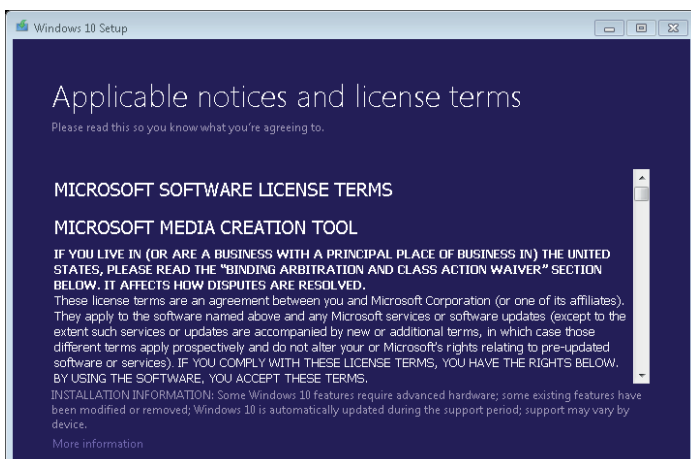 Windows 10 Setup
Applicable notices and license terms
Please read this so you know what you're agreeing to.
MICROSOFT SOFTWARE LICENSE TERMS
MICROSOFT MEDIA CREATION TOOL
IF YOU LIVE IN (OR ARE A BUSINESS WITH A PRINCIPAL PLACE OF BUSINESS IN) THE UNITED
STATES, PLEASE READ THE “BINDING ARBITRATION AND CLASS ACTION WAIVER” SECTION
BELOW. IT AFFECTS HOW DISPUTES ARE RESOLVED.
These license terms are an agreement between you and Microsoft Corporation (or one of its affiliates).
They apply to the software named above and any Microsoft services or software updates (except to the
extent such services or updates are accompanied by new or additional terms, in which case those
different terms apply prospectively and do not alter your or Microsoft’s rights relating to pre-updated
software or services). IF YOU COMPLY WITH THESE LICENSE TERMS, YOU HAVE THE RIGHTS BELOW.
BY USING THE SOFTWARE, YOU ACCEPT THESE TERMS.
INSTALLATION INFORMATION: Some Windows 10 features require advanced hardware; some existing features have
been modified or removed; Windows 10 is automatically updated during the support period; support may vary by
device.
More information